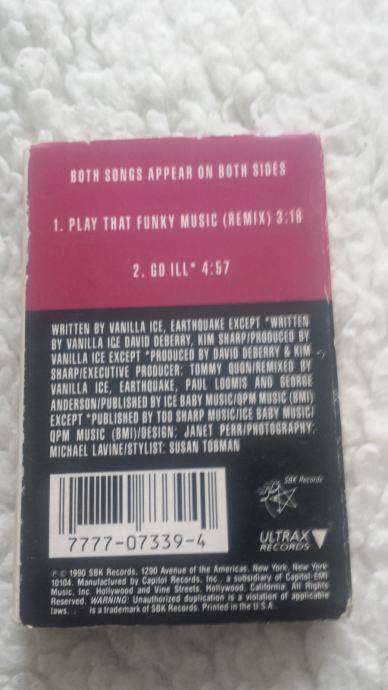 BOTH SONGS APPEAR ON BOTH SIDES
1. PLAY THAT FUNKY MUSIC (REMIX) 3:18
2. GO ILL* 4:57
WRITTEN BY VANILLA ICE, EARTHQUAKE EXCEPT *WRITTEN
BY VANILLA ICE DAVID DEBERRY, KIM SHARP/PRODUCED BY
VANILLA ICE EXCEPT *PRODUCED BY DAVID DEBERRY & KIM
SHARP/EXECUTIVE PRODUCER: TOMMY QUON/REMIXED BY
VANILLA ICE, EARTHQUAKE, PAUL LOOMIS AND GEORGE
ANDERSON/PUBLISHED BY ICE BABY MUSIC/QPM MUSIC (BMI)
EXCEPT *PUBLISHED BY TOO SHARP MUSIC/ICE BABY MUSIC/
QPM MUSIC (BMI)/DESIGN: JANET PERR/PHOTOGRAPHY:
MICHAEL LAVINE/STYLIST: SUSAN TOBMAN
SBK Records
7777-07339-4
ULTRAX
RECORDS
℗ © 1990 SBK Records, 1290 Avenue of the Americas, New York, New York
10104. Manufactured by Capitol Records, Inc., a subsidiary of Capitol-EMI
Music, Inc. Hollywood and Vine Streets, Hollywood, California. All Rights
Reserved. WARNING: Unauthorized duplication is a violation of applicable
laws. is a trademark of SBK Records. Printed in the U.S.A.